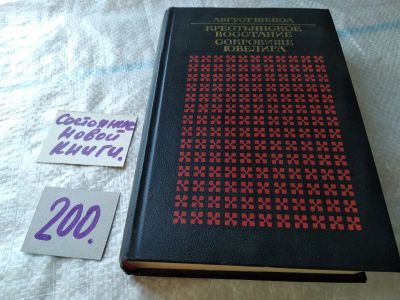 АВГУСТ ШЕНОА
КРЕСТЬЯНСКОЕ
ВОССТАНИЕ
СОКРОВИЩЕ
ЮВЕЛИРА
Состояние
новой
книги.
200.